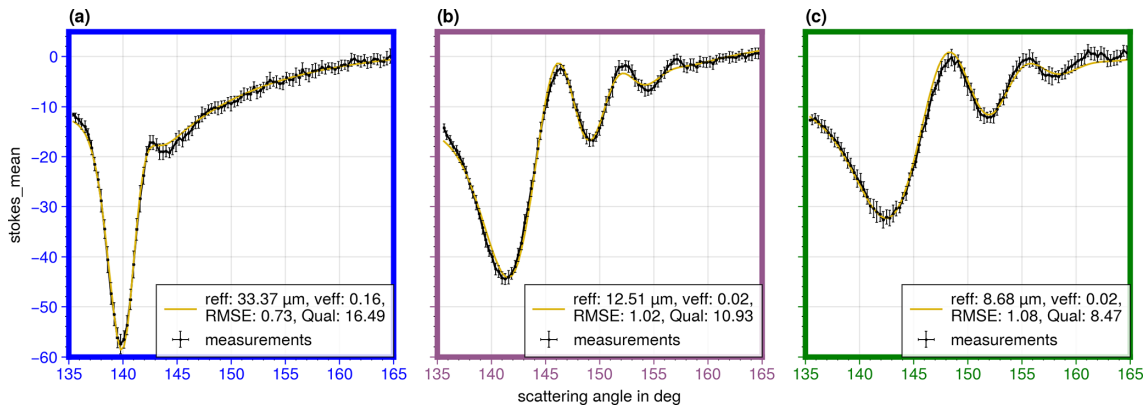 (a)
(b)
(c)
0
−10
−20
−30
−40
−50
−60
stokes_mean
reff: 33.37 µm, veff: 0.16,
RMSE: 0.73, Qual: 16.49
measurements
reff: 12.51 µm, veff: 0.02,
RMSE: 1.02, Qual: 10.93
measurements
reff: 8.68 µm, veff: 0.02,
RMSE: 1.08, Qual: 8.47
measurements
135 140 145 150 155 160 165
135 140 145 150 155 160 165
135 140 145 150 155 160 165
scattering angle in deg